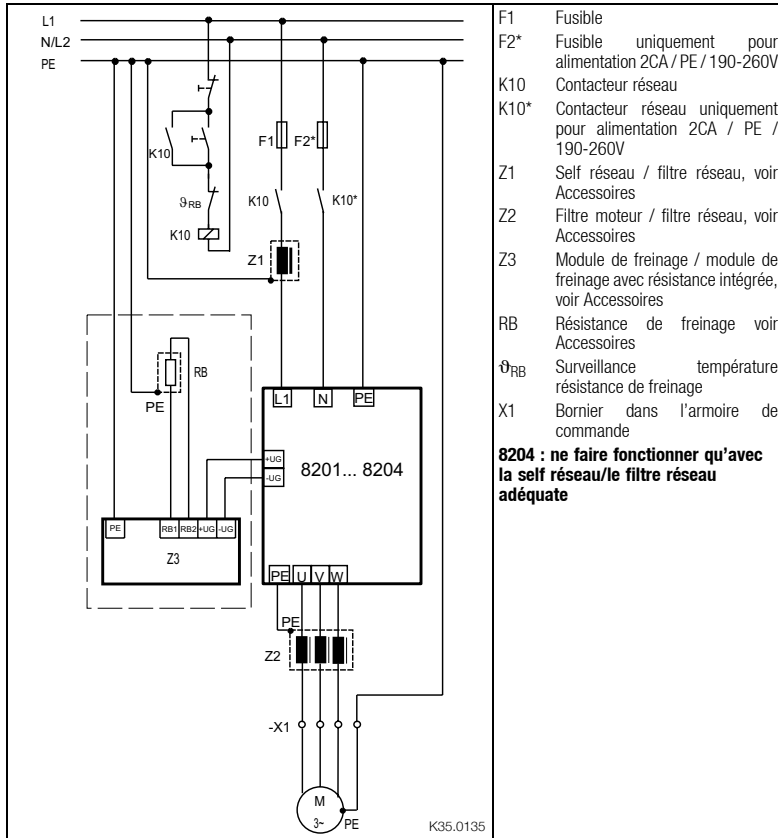 L1
N/L2
PE
K10
ϑRB
K10
F1
F2*
K10
K10*
Z1
RB
PE
L1 N PE
+UG
-UG
8201... 8204
PE RB1 RB2 +UG -UG
Z3
PE U V W
PE
Z2
-X1
M
3~
PE
K35.0135
F1 Fusible
F2* Fusible uniquement pour
alimentation 2CA / PE / 190-260V
K10 Contacteur réseau
K10* Contacteur réseau uniquement
pour alimentation 2CA / PE /
190-260V
Z1 Self réseau / filtre réseau, voir
Accessoires
Z2 Filtre moteur / filtre réseau, voir
Accessoires
Z3 Module de freinage / module de
freinage avec résistance intégrée,
voir Accessoires
RB Résistance de freinage voir
Accessoires
ϑRB Surveillance température
résistance de freinage
X1 Bornier dans l'armoire de
commande
8204 : ne faire fonctionner qu'avec
la self réseau/le filtre réseau
adéquate